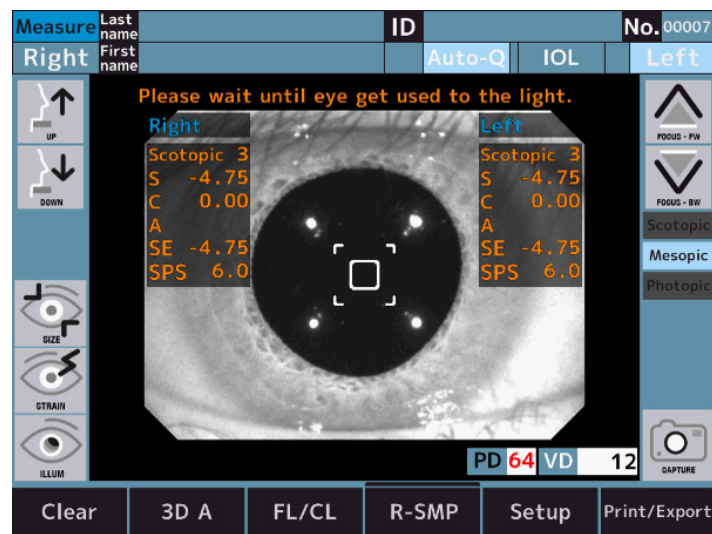 Measure Last name ID No. 00007
Right First name Auto-Q IOL Left
Please wait until eye get used to the light.
UP
DOWN
SIZE
STRAIN
ILLUM
Right
Scotopic 3
S -4.75
C 0.00
A
SE -4.75
SPS 6.0
Left
Scotopic 3
S -4.75
C 0.00
A
SE -4.75
SPS 6.0
FOCUS - FW
FOCUS - BW
Scotopic
Mesopic
Photopic
CAPTURE
PD 64 VD 12
Clear 3D A FL/CL R-SMP Setup Print/Export